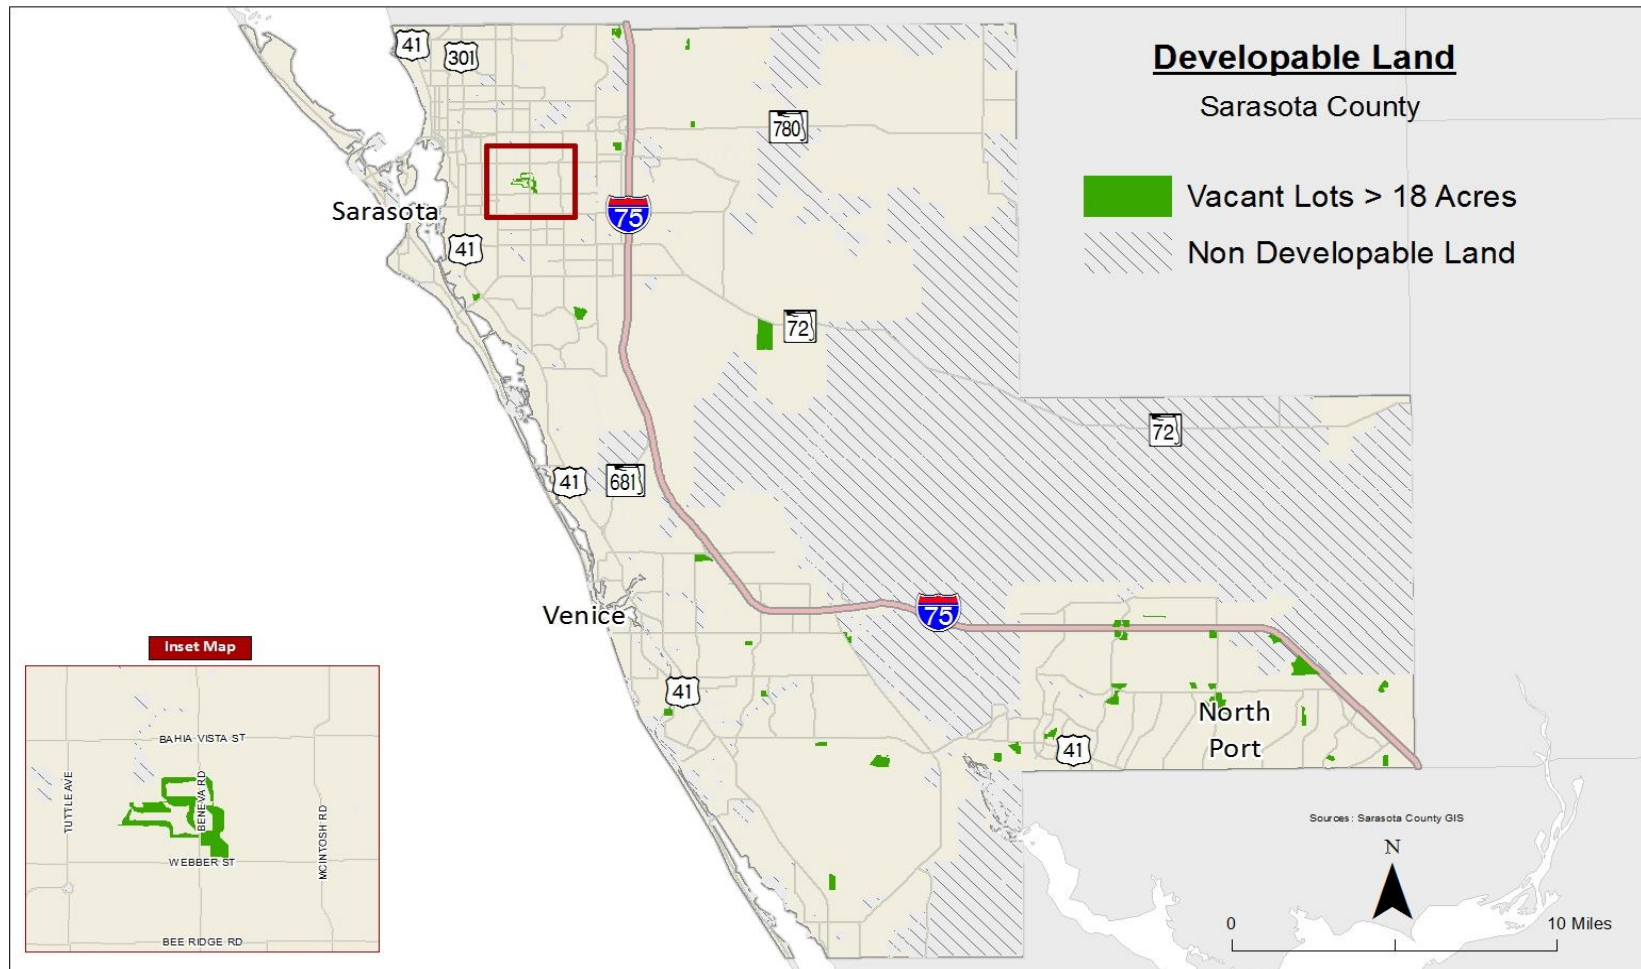 Developable Land
Sarasota County
Vacant Lots > 18 Acres
Non Developable Land
41
301
780
Sarasota
75
41
72
72
41
681
75
Venice
41
North
Port
41
Inset Map
BAHIA VISTA ST
TUTTLE AVE
BENEVA RD
MCINTOSH RD
WEBBER ST
BEE RIDGE RD
Sources: Sarasota County GIS
N
0
10 Miles